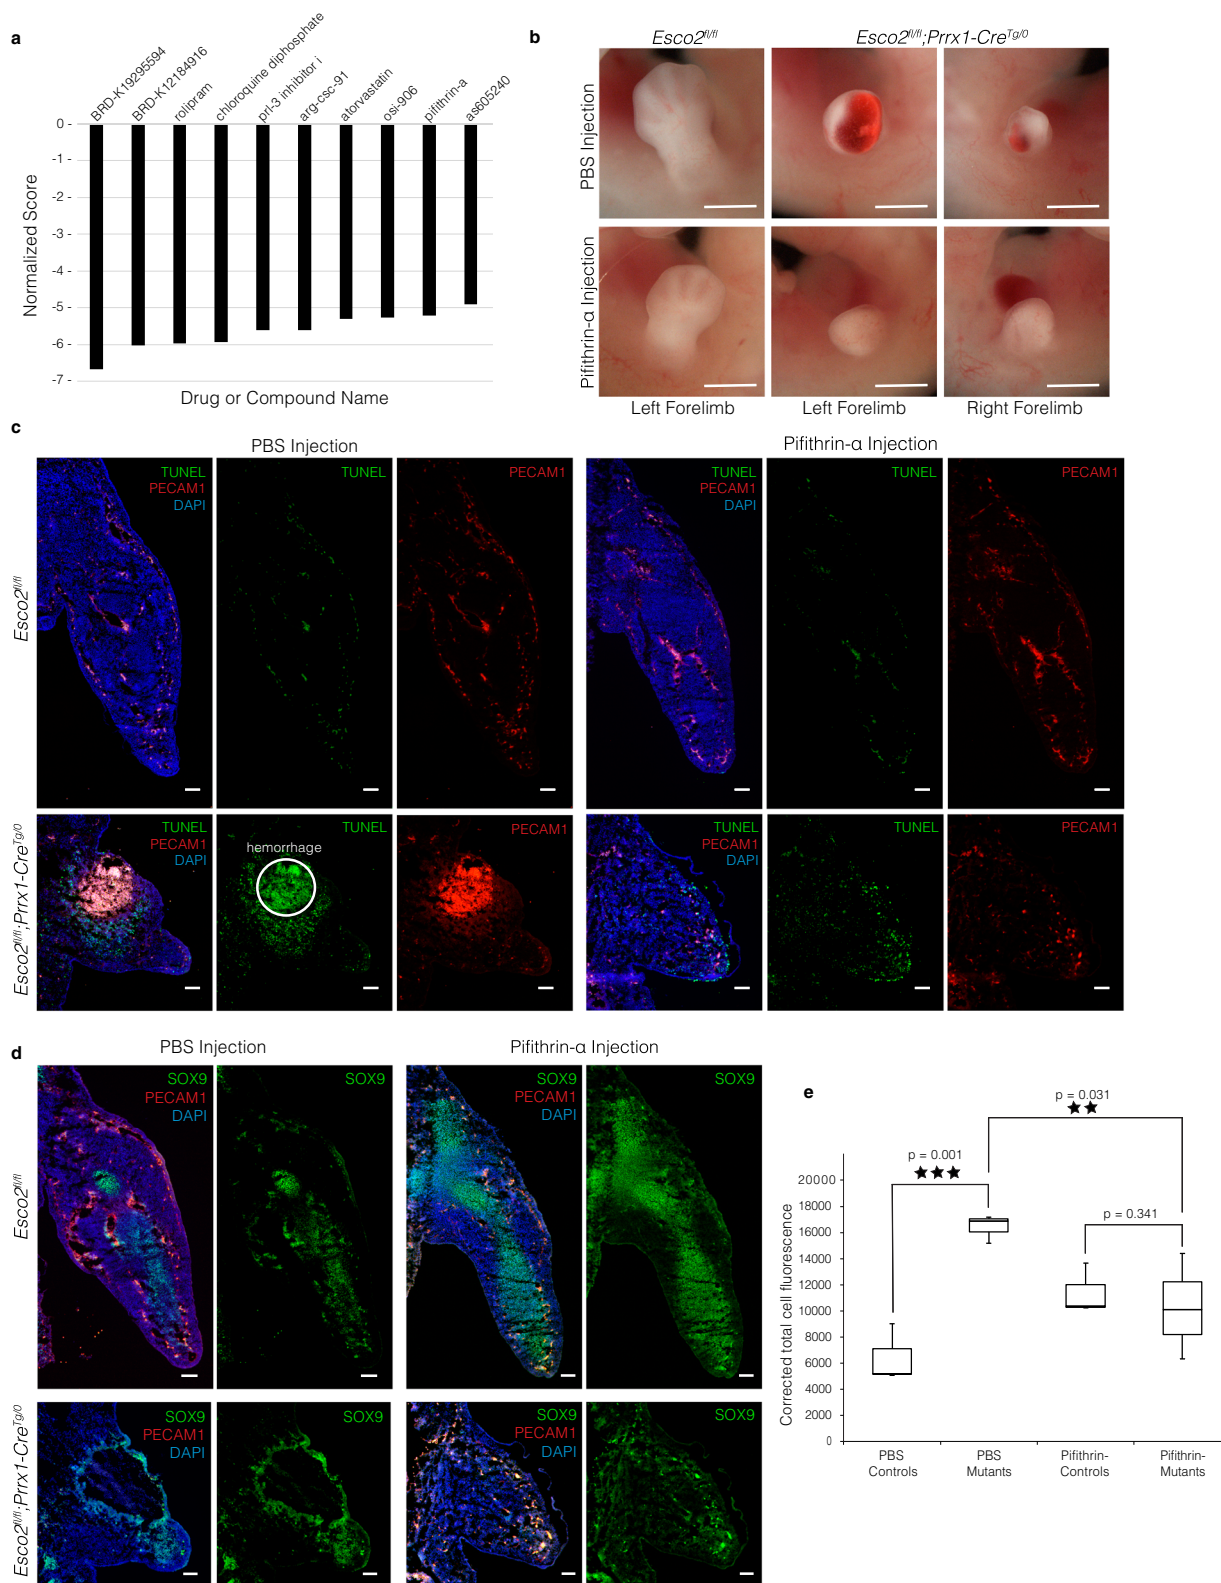 a
BRD-K19295594
BRD-K12184916
rolipram
chloroquine diphosphate
prl-3 inhibitor i
arg-csc-91
atorvastatin
osi-906
pifithrin-a
as605240
0 -
-1 -
-2 -
-3 -
-4 -
-5 -
-6 -
-7 -
Normalized Score
Drug or Compound Name
b
Esco2fl/fl
Esco2fl/fl;Prrx1-CreTg/0
PBS Injection
Pifithrin-α Injection
Left Forelimb
Left Forelimb
Right Forelimb
c
PBS Injection
Pifithrin-α Injection
Esco2fl/fl
TUNEL
PECAM1
DAPI
TUNEL
PECAM1
TUNEL
PECAM1
DAPI
TUNEL
PECAM1
Esco2fl/fl;Prrx1-CreTg/0
TUNEL
PECAM1
DAPI
TUNEL
hemorrhage
PECAM1
TUNEL
PECAM1
DAPI
TUNEL
PECAM1
d
PBS Injection
Pifithrin-α Injection
Esco2fl/fl
SOX9
PECAM1
DAPI
SOX9
SOX9
PECAM1
DAPI
SOX9
Esco2fl/fl;Prrx1-CreTg/0
SOX9
PECAM1
DAPI
SOX9
SOX9
PECAM1
DAPI
SOX9
e
p = 0.031
★★
p = 0.001
★★★
p = 0.341
Corrected total cell fluorescence
20000
18000
16000
14000
12000
10000
8000
6000
4000
2000
0
PBS
Controls
PBS
Mutants
Pifithrin-
Controls
Pifithrin-
Mutants